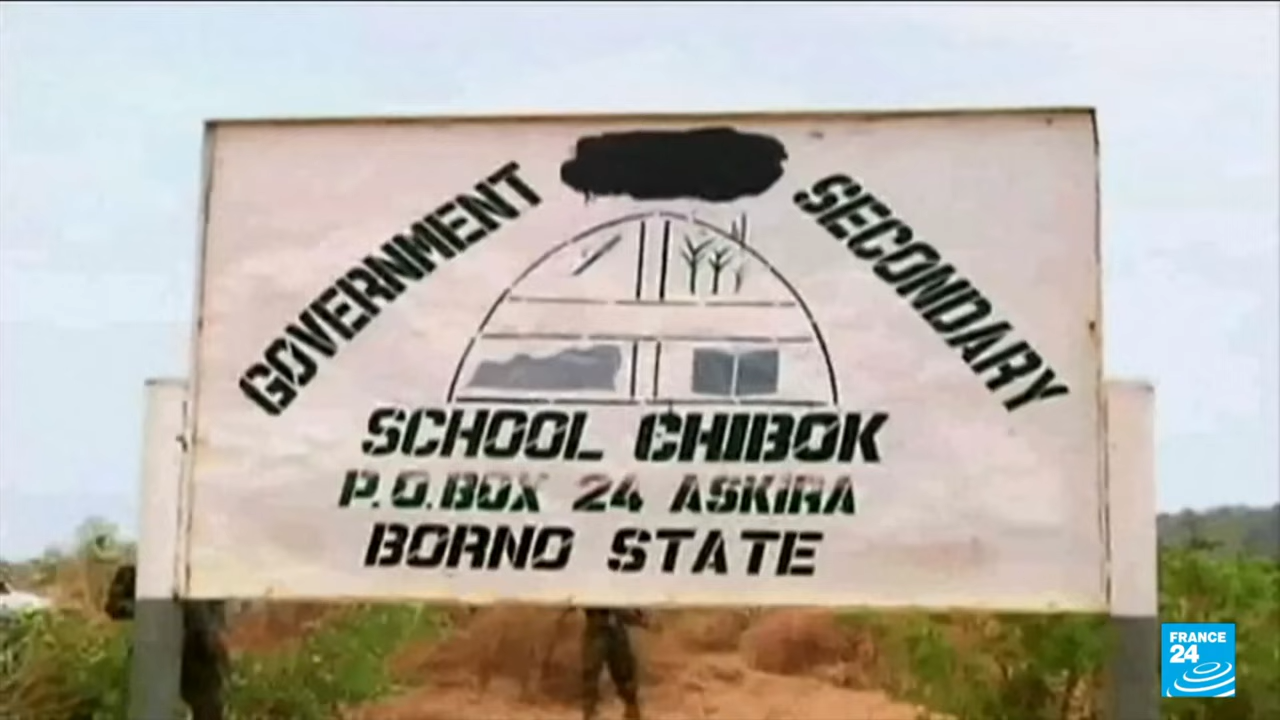 GOVERNMENT SECONDARY
SCHOOL CHIBOK
P.O.BOX 24 ASKIRA
BORNO STATE
FRANCE
24